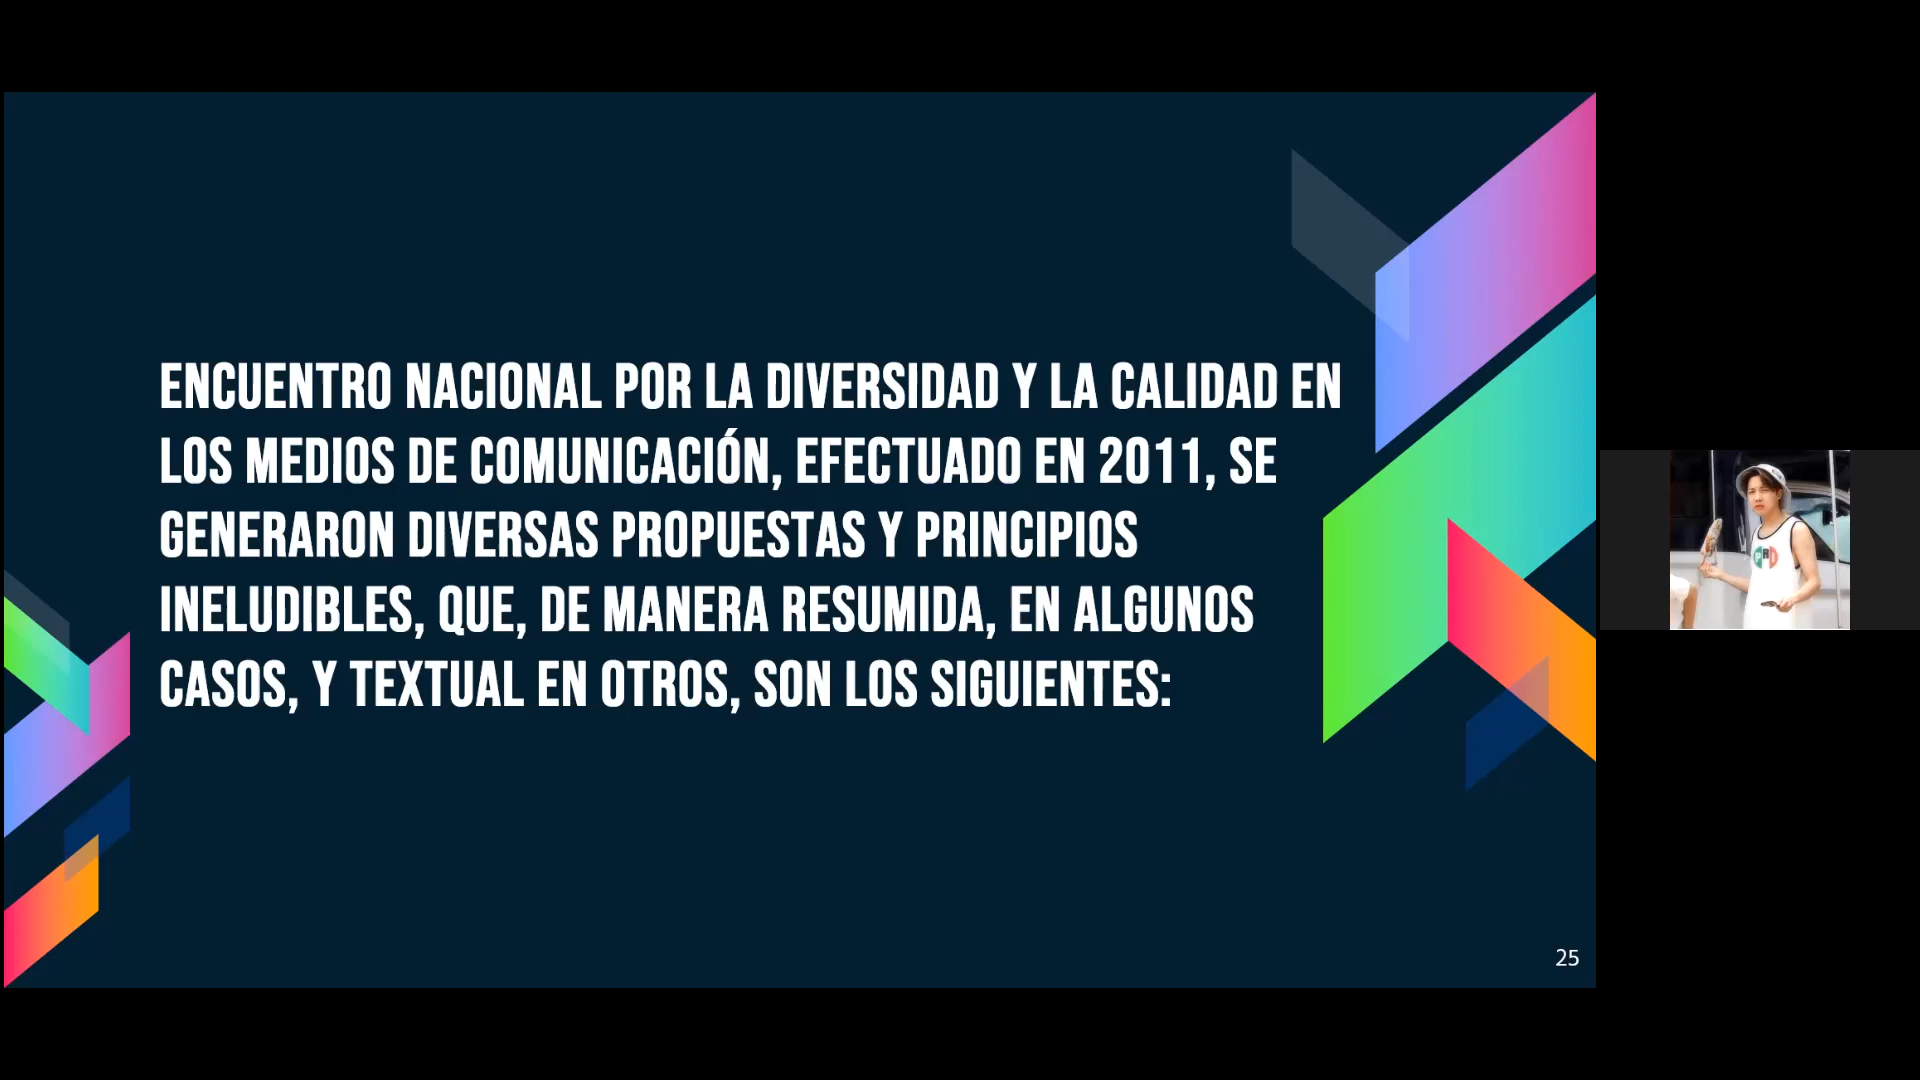 ENCUENTRO NACIONAL POR LA DIVERSIDAD Y LA CALIDAD EN
LOS MEDIOS DE COMUNICACIÓN, EFECTUADO EN 2011, SE
GENERARON DIVERSAS PROPUESTAS Y PRINCIPIOS
INELUDIBLES, QUE, DE MANERA RESUMIDA, EN ALGUNOS
CASOS, Y TEXTUAL EN OTROS, SON LOS SIGUIENTES:
PRD
25